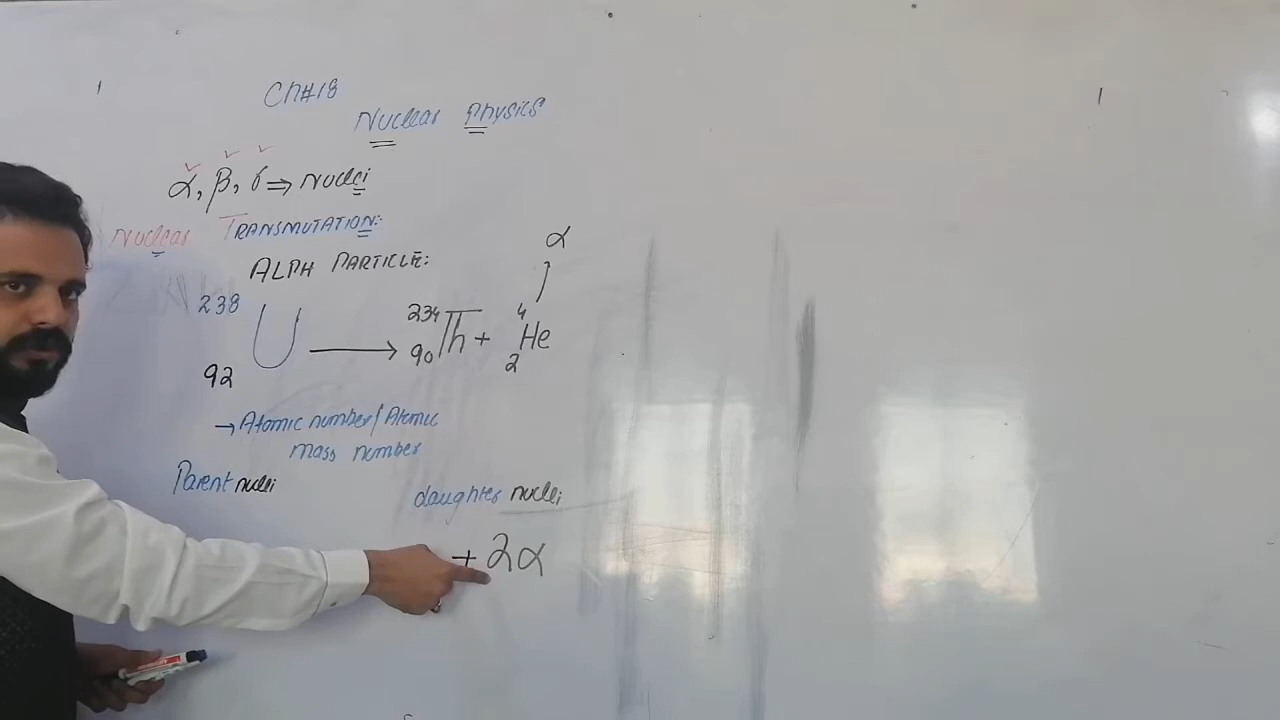 CH#18
Nuclear Physics
α, β, γ ⇒ nuclei
Nuclear TRANSMUTATION:
ALPH PARTICLE:
α
238
92 U → 234
90 Th + 4
2 He
→ Atomic number/Atomic
mass number
Parent nuclei
daughter nuclei
+ 2α